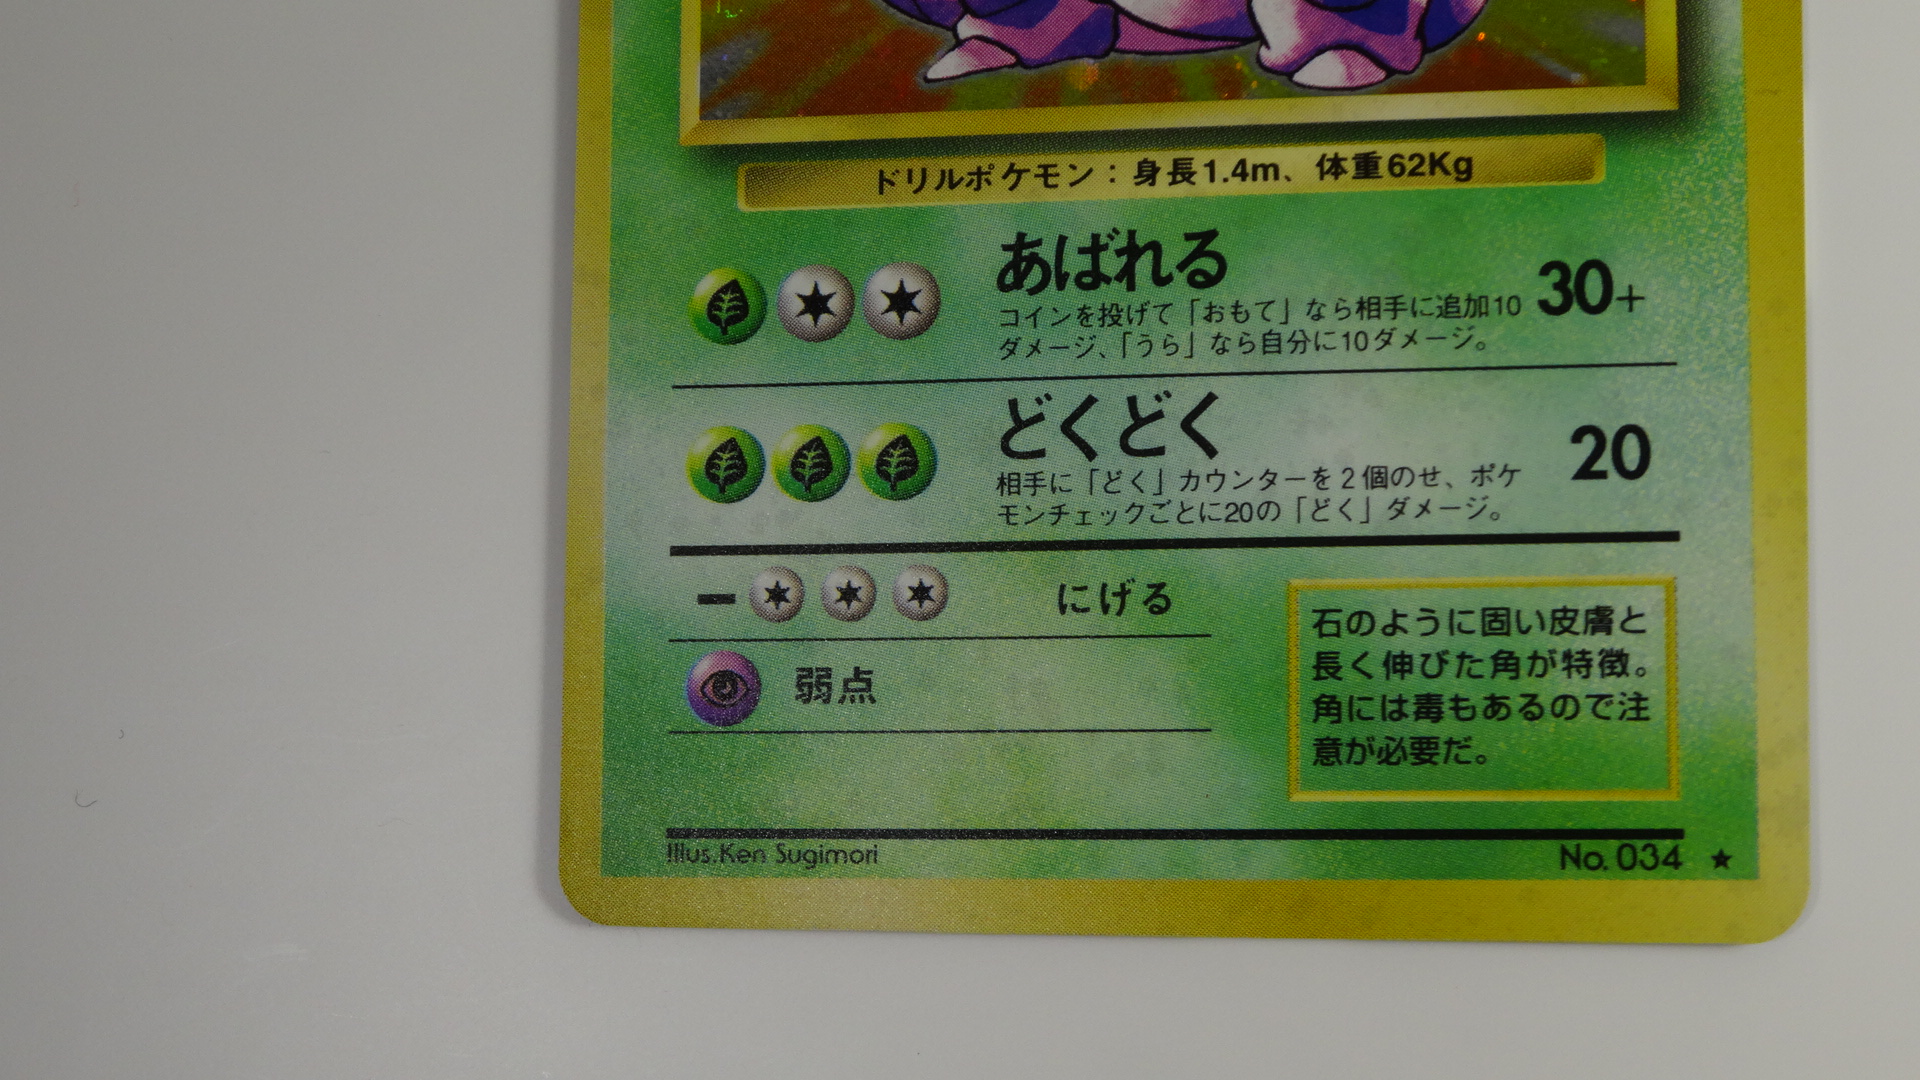 ドリルポケモン：身長1.4m、体重62Kg
あばれる
コインを投げて「おもて」なら相手に追加10
ダメージ、「うら」なら自分に10ダメージ。
30+
どくどく
相手に「どく」カウンターを2個のせ、ポケ
モンチェックごとに20の「どく」ダメージ。
20
にげる
弱点
石のように固い皮膚と
長く伸びた角が特徴。
角には毒もあるので注
意が必要だ。
Illus.Ken Sugimori
No. 034 ★